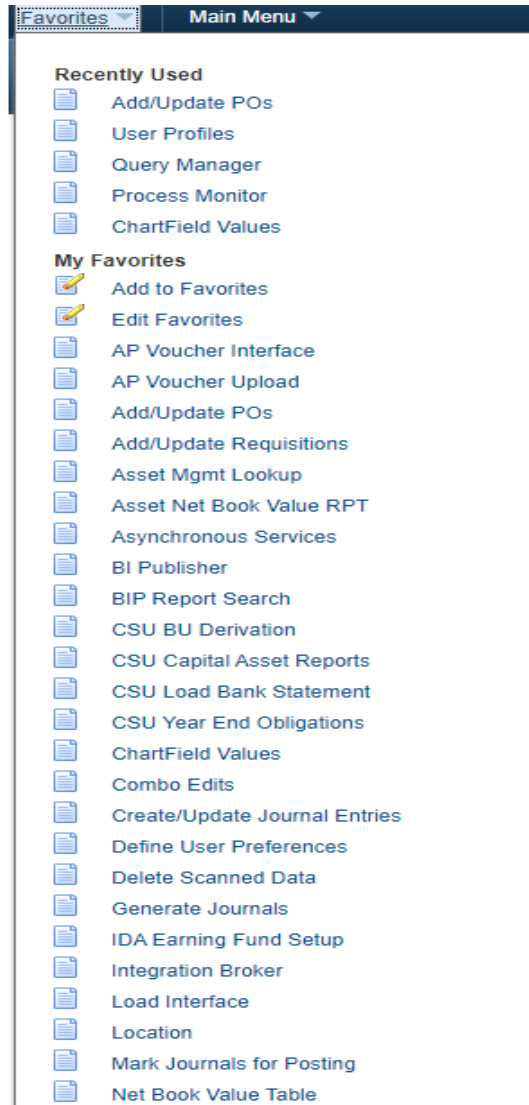 Favorites Main Menu
Recently Used
Add/Update POs
User Profiles
Query Manager
Process Monitor
ChartField Values
My Favorites
Add to Favorites
Edit Favorites
AP Voucher Interface
AP Voucher Upload
Add/Update POs
Add/Update Requisitions
Asset Mgmt Lookup
Asset Net Book Value RPT
Asynchronous Services
BI Publisher
BIP Report Search
CSU BU Derivation
CSU Capital Asset Reports
CSU Load Bank Statement
CSU Year End Obligations
ChartField Values
Combo Edits
Create/Update Journal Entries
Define User Preferences
Delete Scanned Data
Generate Journals
IDA Earning Fund Setup
Integration Broker
Load Interface
Location
Mark Journals for Posting
Net Book Value Table